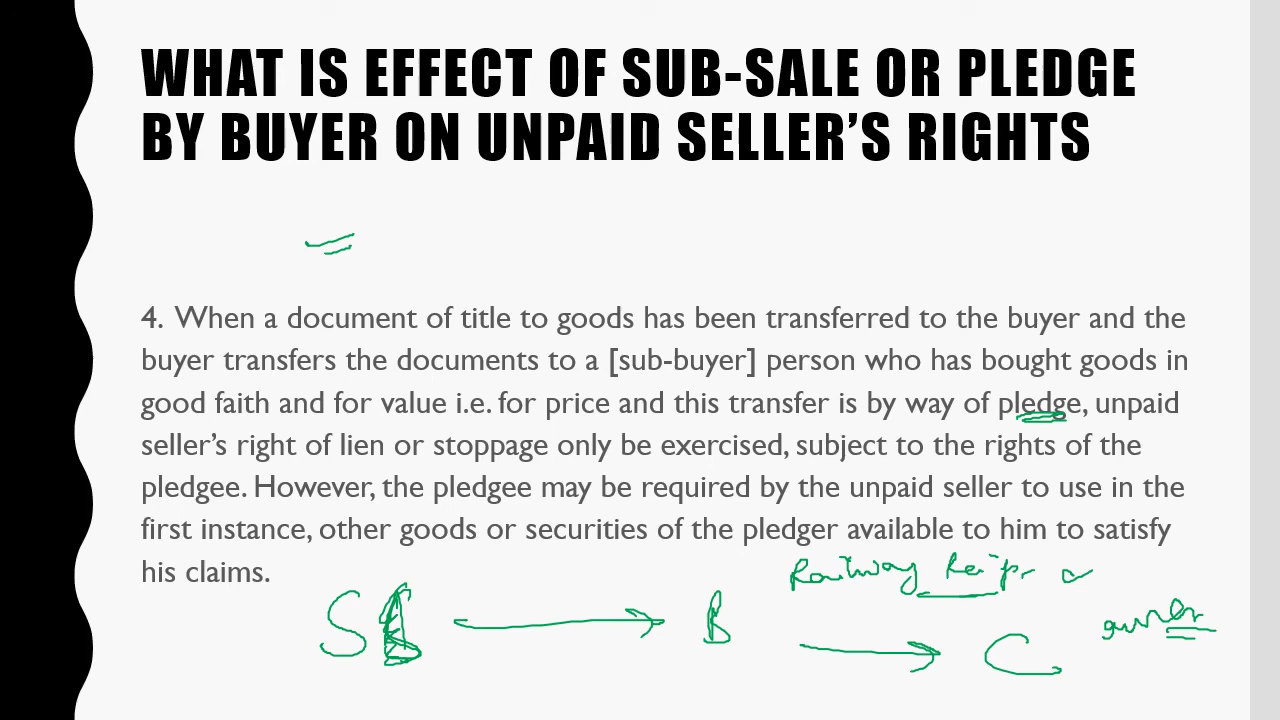 WHAT IS EFFECT OF SUB-SALE OR PLEDGE
BY BUYER ON UNPAID SELLER’S RIGHTS
4. When a document of title to goods has been transferred to the buyer and the
buyer transfers the documents to a [sub-buyer] person who has bought goods in
good faith and for value i.e. for price and this transfer is by way of pledge, unpaid
seller’s right of lien or stoppage only be exercised, subject to the rights of the
pledgee. However, the pledgee may be required by the unpaid seller to use in the
first instance, other goods or securities of the pledger available to him to satisfy
his claims.
Railway
S B
C